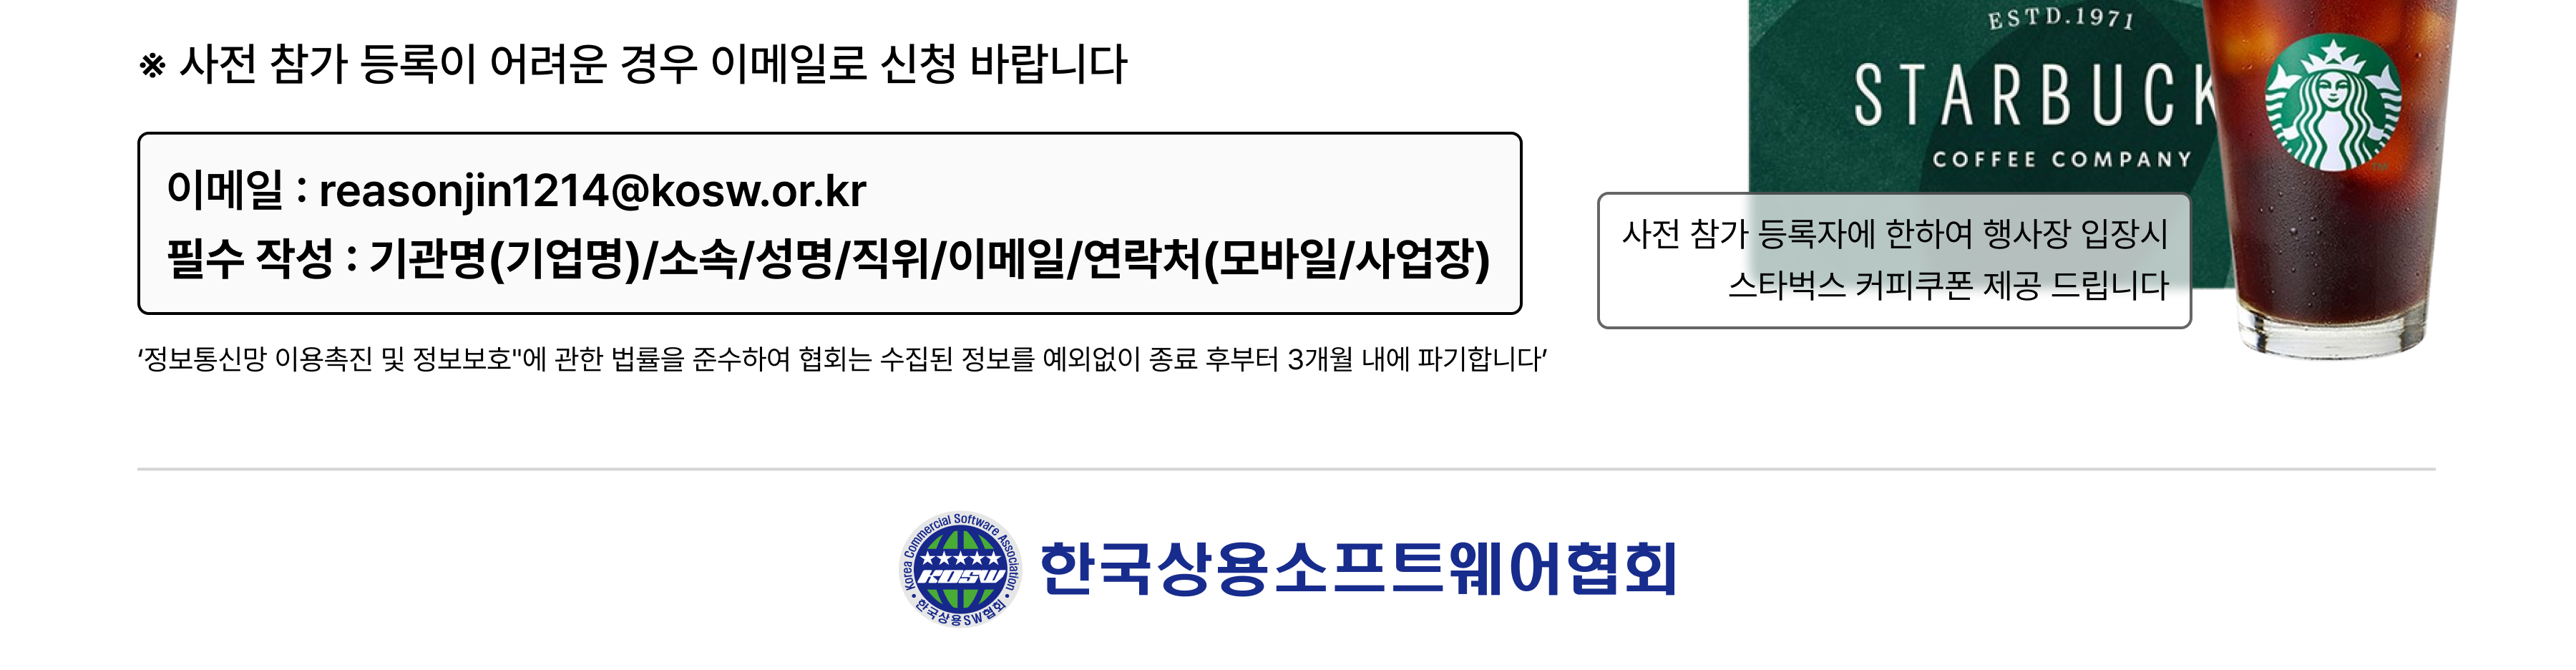 ※ 사전 참가 등록이 어려운 경우 이메일로 신청 바랍니다
이메일 : reasonjin1214@kosw.or.kr
필수 작성 : 기관명(기업명)/소속/성명/직위/이메일/연락처(모바일/사업장)
‘정보통신망 이용촉진 및 정보보호"에 관한 법률을 준수하여 협회는 수집된 정보를 예외없이 종료 후부터 3개월 내에 파기합니다’
ESTD.1971
STARBUCK
COFFEE COMPANY
사전 참가 등록자에 한하여 행사장 입장시
스타벅스 커피쿠폰 제공 드립니다
Korea Commercial Software Association
KOSW
한국상용SW협회
한국상용소프트웨어협회